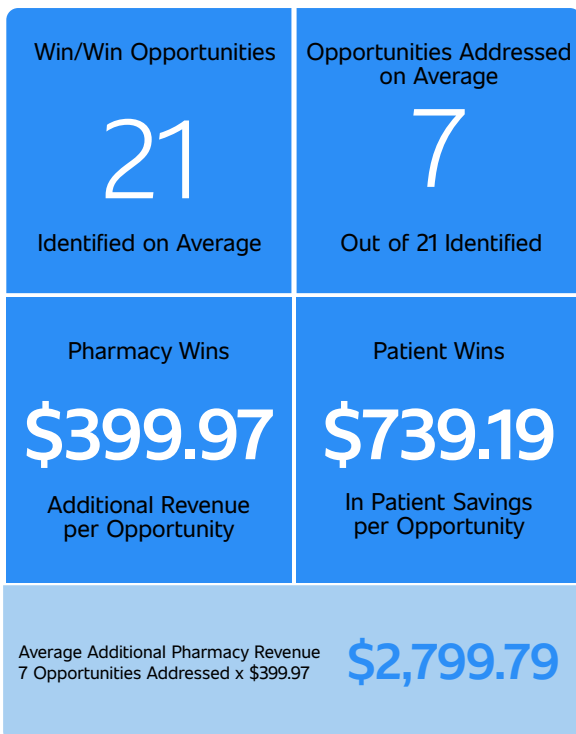 Win/Win Opportunities
21
Identified on Average
Opportunities Addressed
on Average
7
Out of 21 Identified
Pharmacy Wins
$399.97
Additional Revenue
per Opportunity
Patient Wins
$739.19
In Patient Savings
per Opportunity
Average Additional Pharmacy Revenue
7 Opportunities Addressed x $399.97
$2,799.79